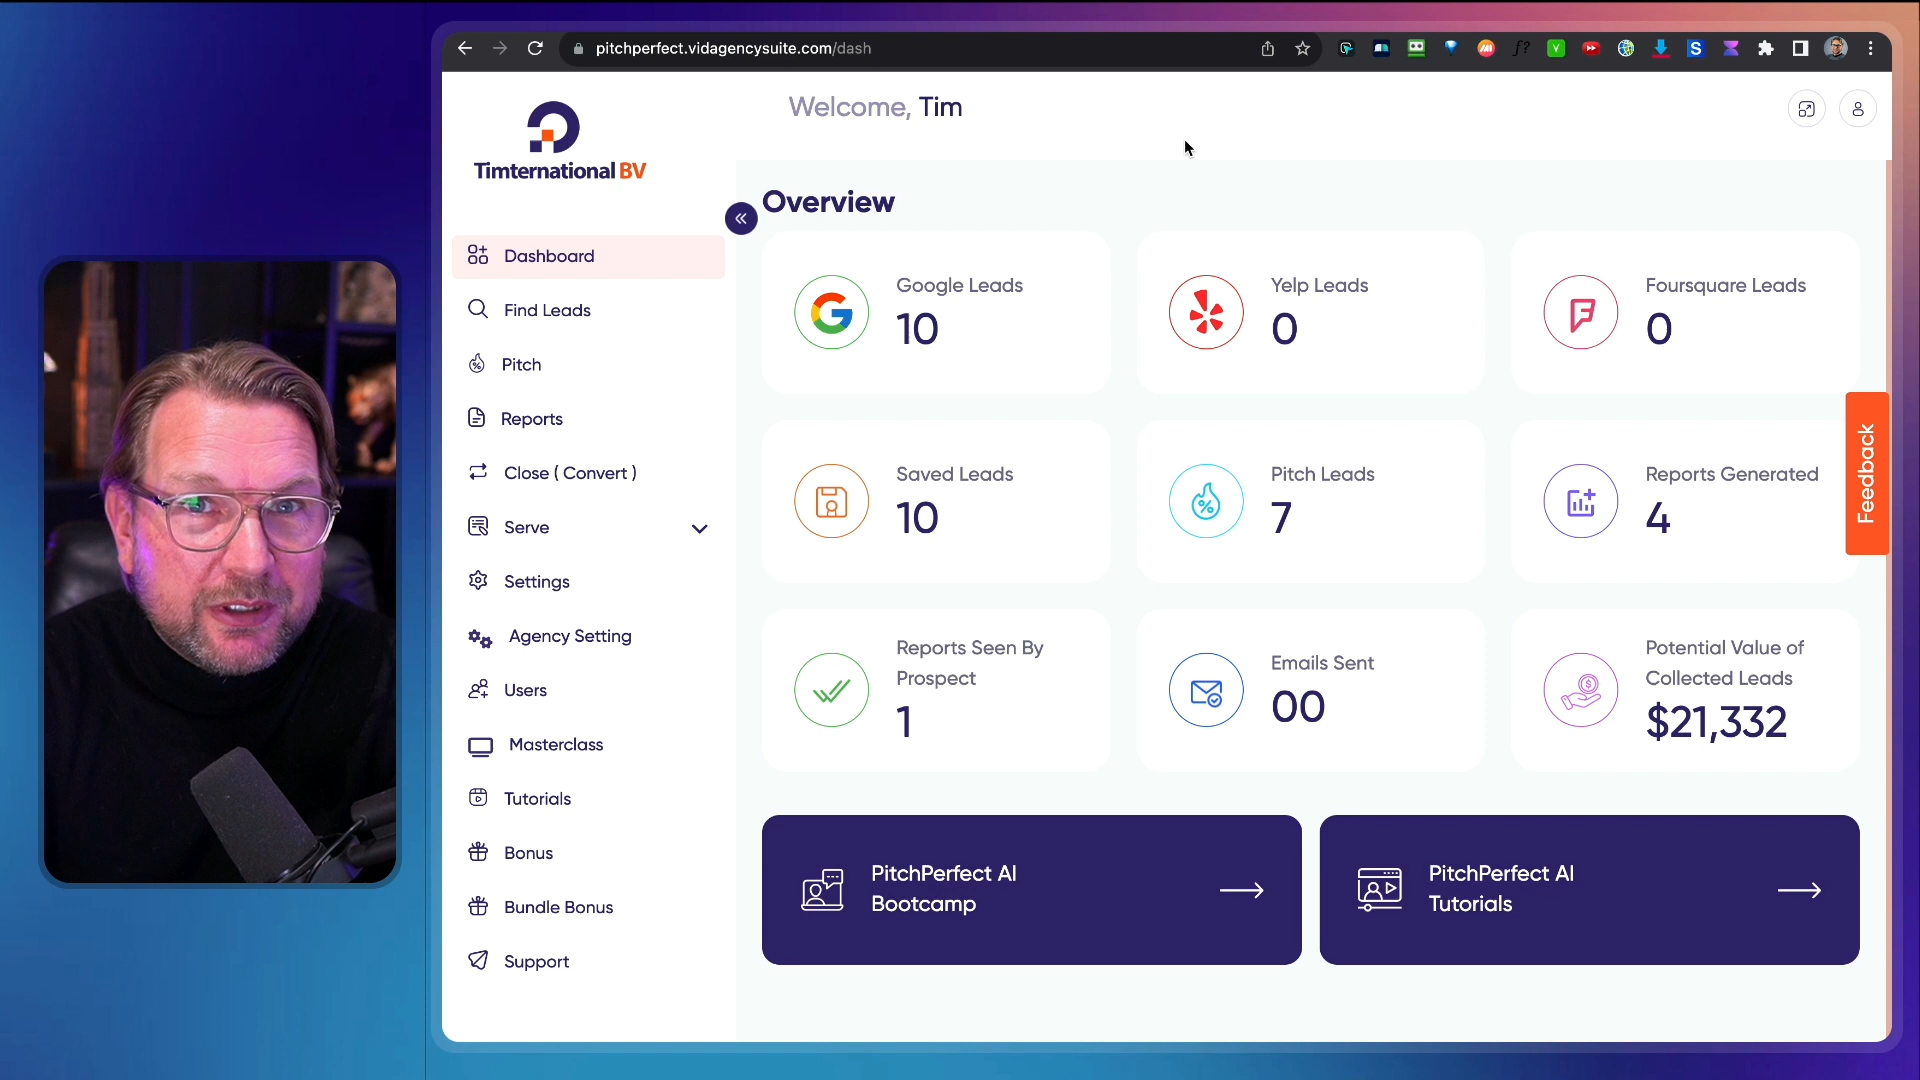 pitchperfect.vidagencysuite.com/dash
Timternational BV
Welcome, Tim
Overview
Dashboard
Find Leads
Pitch
Reports
Close ( Convert )
Serve
Settings
Agency Setting
Users
Masterclass
Tutorials
Bonus
Bundle Bonus
Support
Google Leads
10
Yelp Leads
0
Foursquare Leads
0
Saved Leads
10
Pitch Leads
7
Reports Generated
4
Reports Seen By
Prospect
1
Emails Sent
00
Potential Value of
Collected Leads
$21,332
PitchPerfect AI
Bootcamp
PitchPerfect AI
Tutorials
Feedback